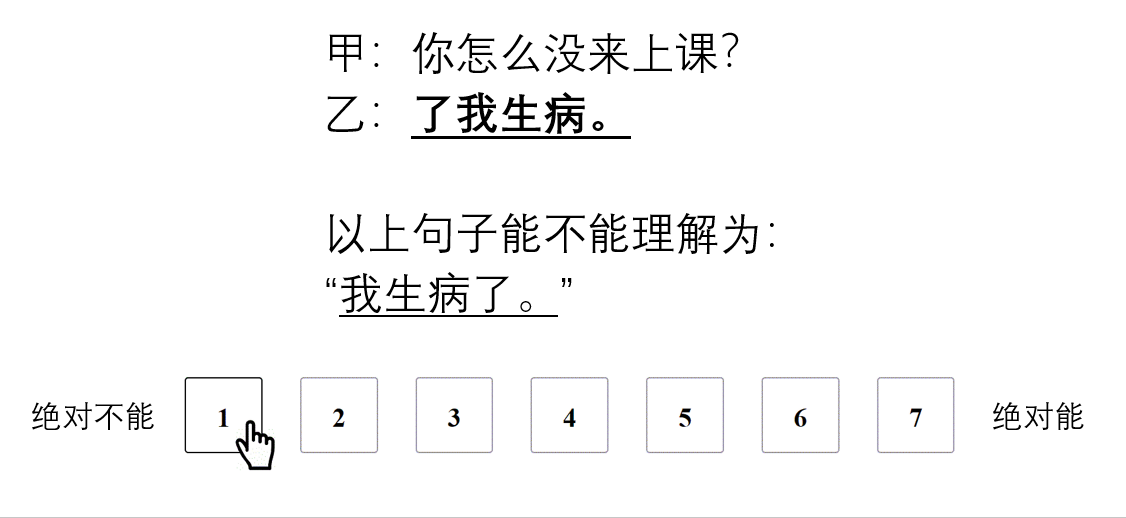 甲：你怎么没来上课？
乙：了我生病。
以上句子能不能理解为：
“我生病了。”
绝对不能 1 2 3 4 5 6 7 绝对能